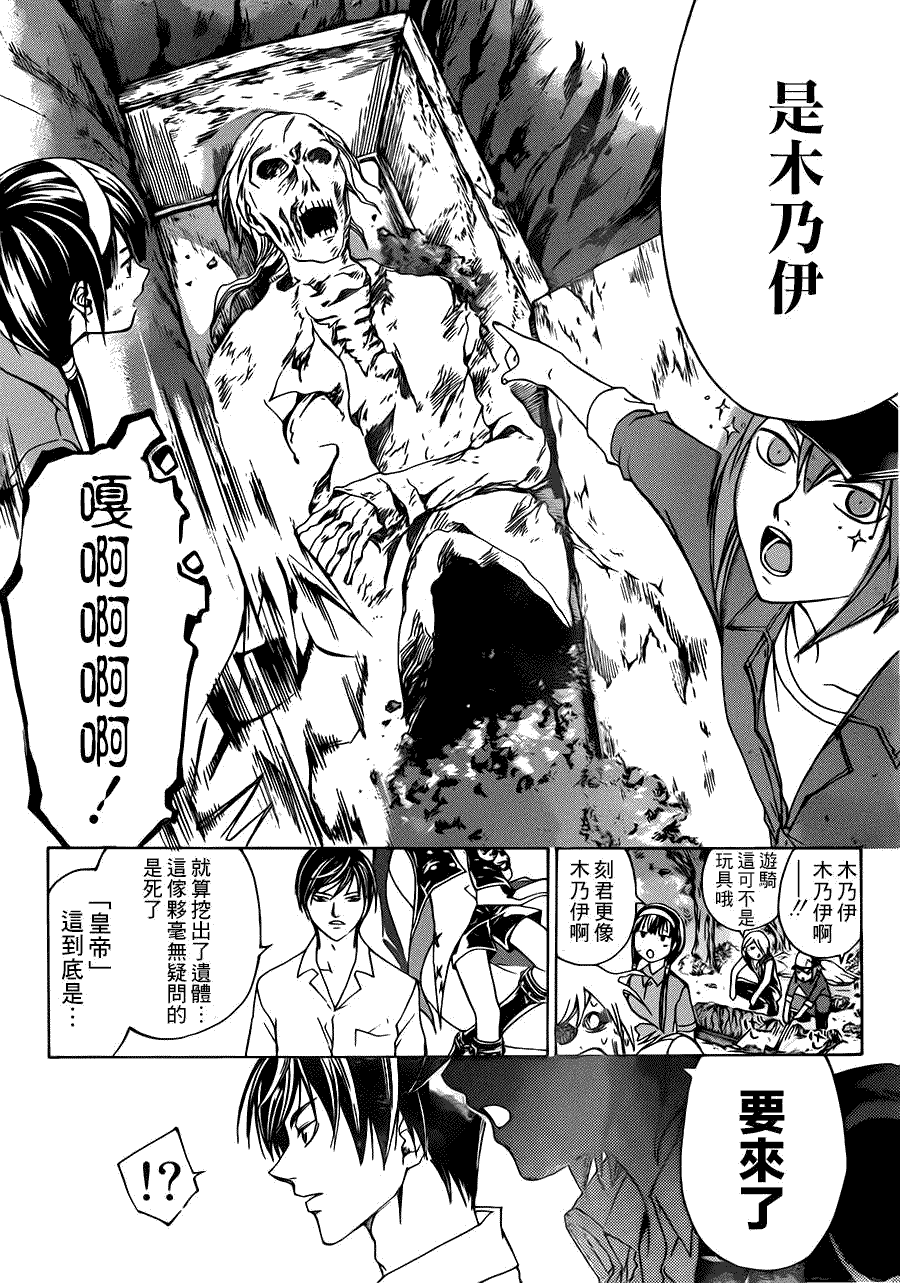 是木乃伊
嘎啊啊啊啊！
木乃伊
木乃伊啊
——!!
遊騎
這可不是
玩具哦
刻君更像
木乃伊啊
就算挖出了遺體…
這傢夥毫無疑問的
是死了
「皇帝」
這到底是…
要來了
!?